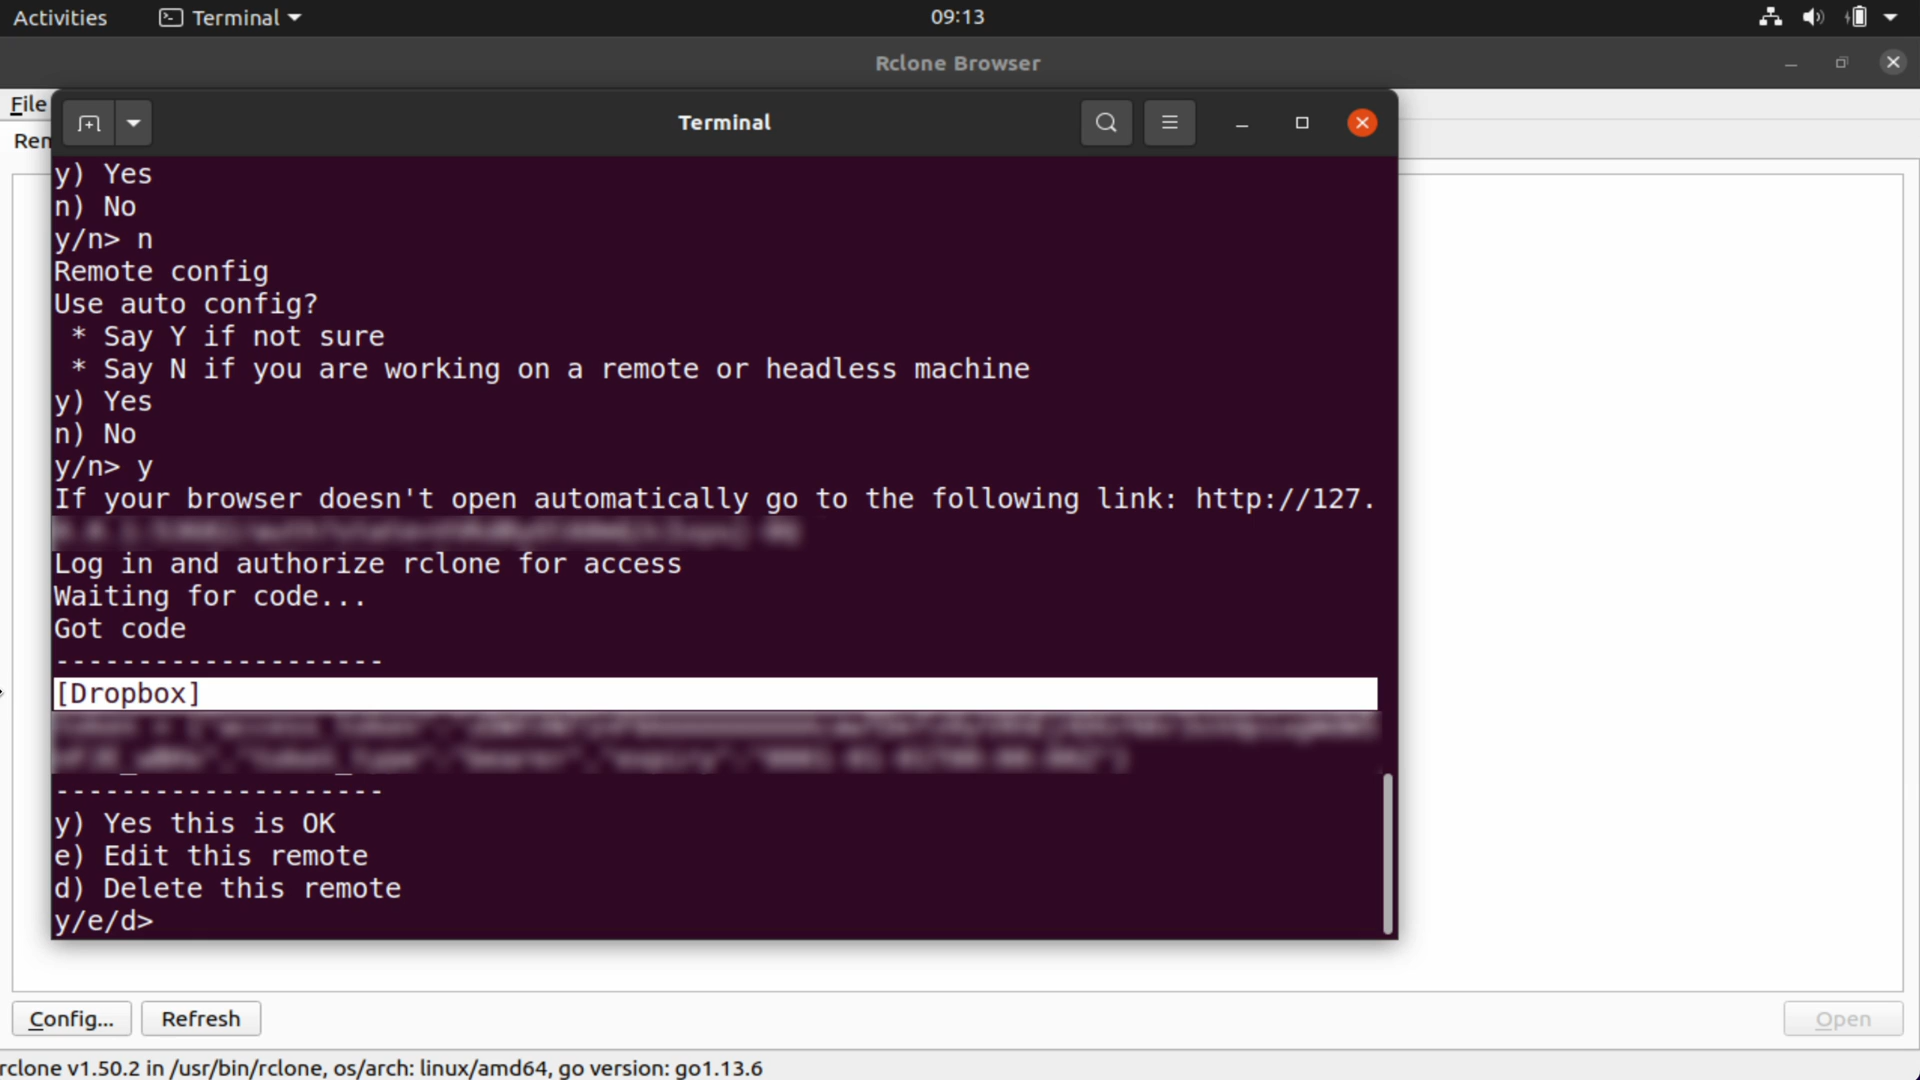 Activities
Terminal
09:13
Rclone Browser
File
Terminal
y) Yes
n) No
y/n> n
Remote config
Use auto config?
* Say Y if not sure
* Say N if you are working on a remote or headless machine
y) Yes
n) No
y/n> y
If your browser doesn't open automatically go to the following link: http://127.
Log in and authorize rclone for access
Waiting for code...
Got code
--------------------
[Dropbox]
--------------------
y) Yes this is OK
e) Edit this remote
d) Delete this remote
y/e/d>
Config...
Refresh
Open
rclone v1.50.2 in /usr/bin/rclone, os/arch: linux/amd64, go version: go1.13.6